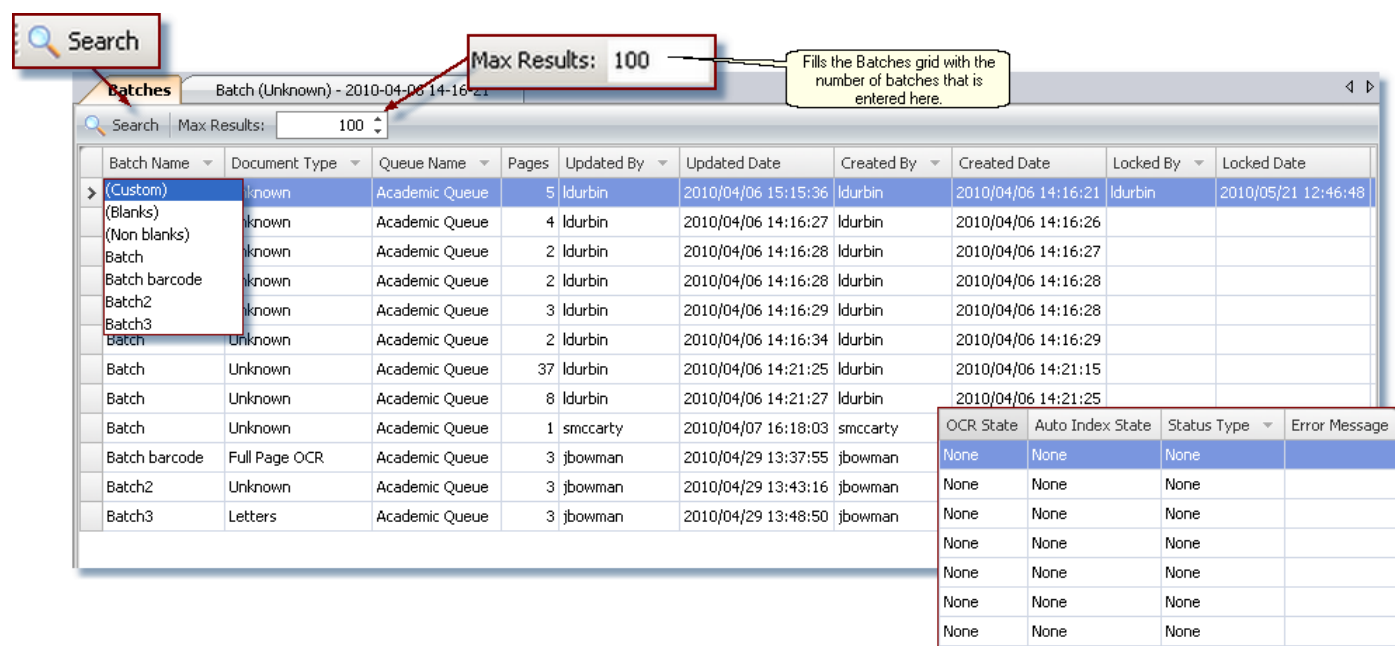 Search
Max Results: 100
Fills the Batches grid with the
number of batches that is
entered here.
Batches Batch (Unknown) - 2010-04-06 14-16-21
Search Max Results: 100
Batch Name Document Type Queue Name Pages Updated By Updated Date Created By Created Date Locked By Locked Date
(Custom) Academic Queue 5 ldurbin 2010/04/06 15:15:36 ldurbin 2010/04/06 14:16:21 ldurbin 2010/05/21 12:46:48
(Blanks) Academic Queue 4 ldurbin 2010/04/06 14:16:27 ldurbin 2010/04/06 14:16:26
(Non blanks)
Batch Academic Queue 2 ldurbin 2010/04/06 14:16:28 ldurbin 2010/04/06 14:16:27
Batch barcode Academic Queue 2 ldurbin 2010/04/06 14:16:28 ldurbin 2010/04/06 14:16:28
Batch2 Academic Queue 3 ldurbin 2010/04/06 14:16:29 ldurbin 2010/04/06 14:16:28
Batch3
Batch Unknown Academic Queue 2 ldurbin 2010/04/06 14:16:34 ldurbin 2010/04/06 14:16:29
Batch Unknown Academic Queue 37 ldurbin 2010/04/06 14:21:25 ldurbin 2010/04/06 14:21:15
Batch Unknown Academic Queue 8 ldurbin 2010/04/06 14:21:27 ldurbin 2010/04/06 14:21:25
Batch Unknown Academic Queue 1 smccarty 2010/04/07 16:18:03 smccarty
Batch barcode Full Page OCR Academic Queue 3 jbowman 2010/04/29 13:37:55 jbowman
Batch2 Unknown Academic Queue 3 jbowman 2010/04/29 13:43:16 jbowman
Batch3 Letters Academic Queue 3 jbowman 2010/04/29 13:48:50 jbowman
OCR State Auto Index State Status Type Error Message
None None None
None None None
None None None
None None None
None None None
None None None
None None None